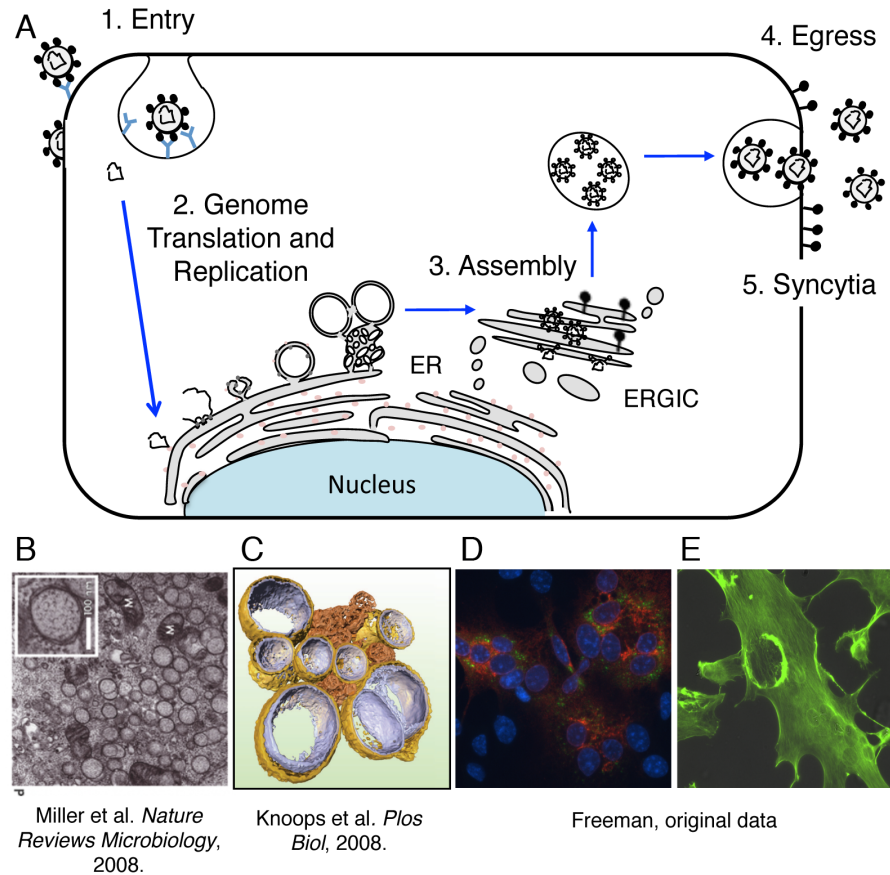 A
1. Entry
4. Egress
2. Genome
Translation and
Replication
3. Assembly
5. Syncytia
ER
ERGIC
Nucleus
B
C
D
E
M
M
P
Miller et al. Nature
Reviews Microbiology,
2008.
Knoops et al. Plos
Biol, 2008.
Freeman, original data